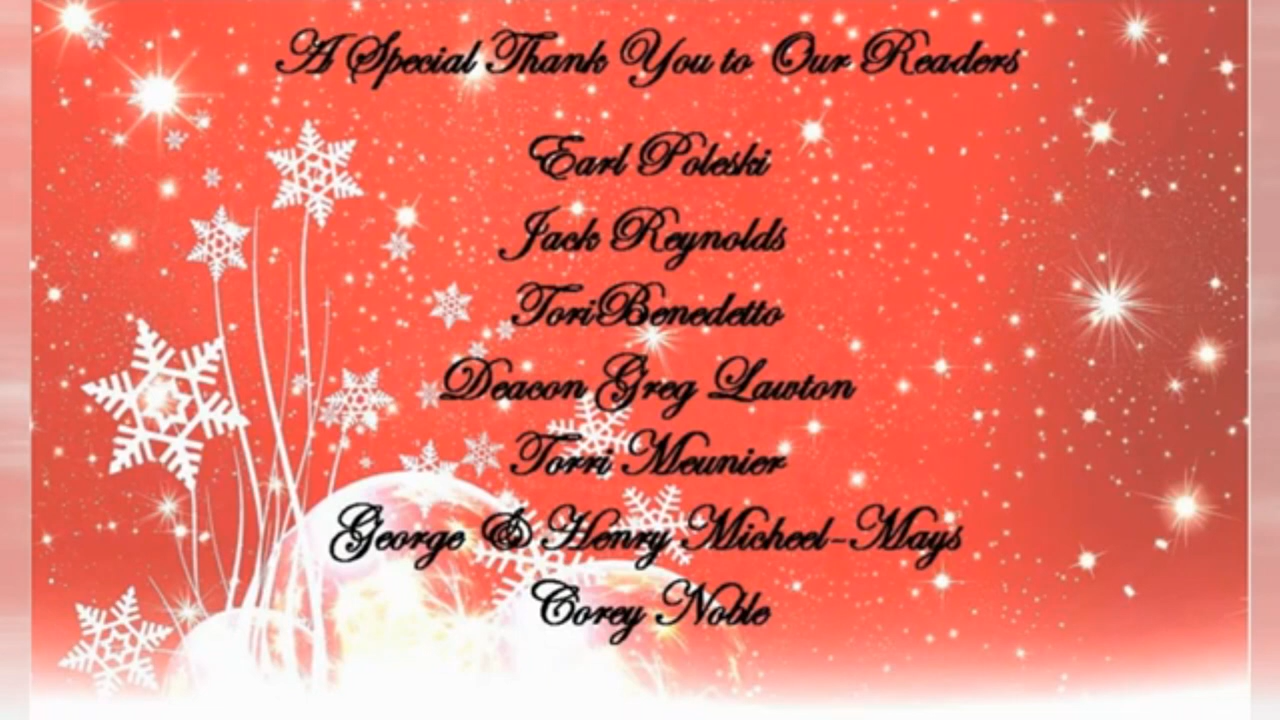 A Special Thank You to Our Readers
Earl Poleski
Jack Reynolds
ToriBenedetto
Deacon Greg Lawton
Torri Meunier
George & Henry Micheel-Mays
Corey Noble